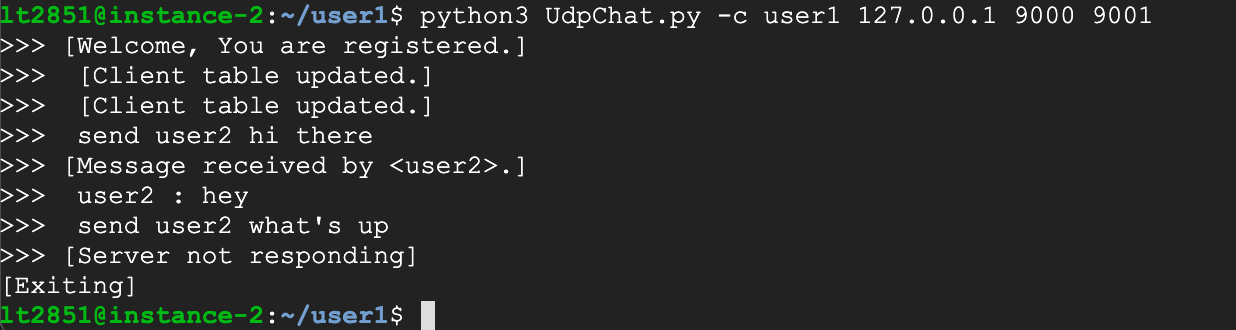 lt2851@instance-2:~/user1$ python3 UdpChat.py -c user1 127.0.0.1 9000 9001
>>> [Welcome, You are registered.]
>>>  [Client table updated.]
>>>  [Client table updated.]
>>>  send user2 hi there
>>> [Message received by <user2>.]
>>>  user2 : hey
>>>  send user2 what's up
>>> [Server not responding]
[Exiting]
lt2851@instance-2:~/user1$